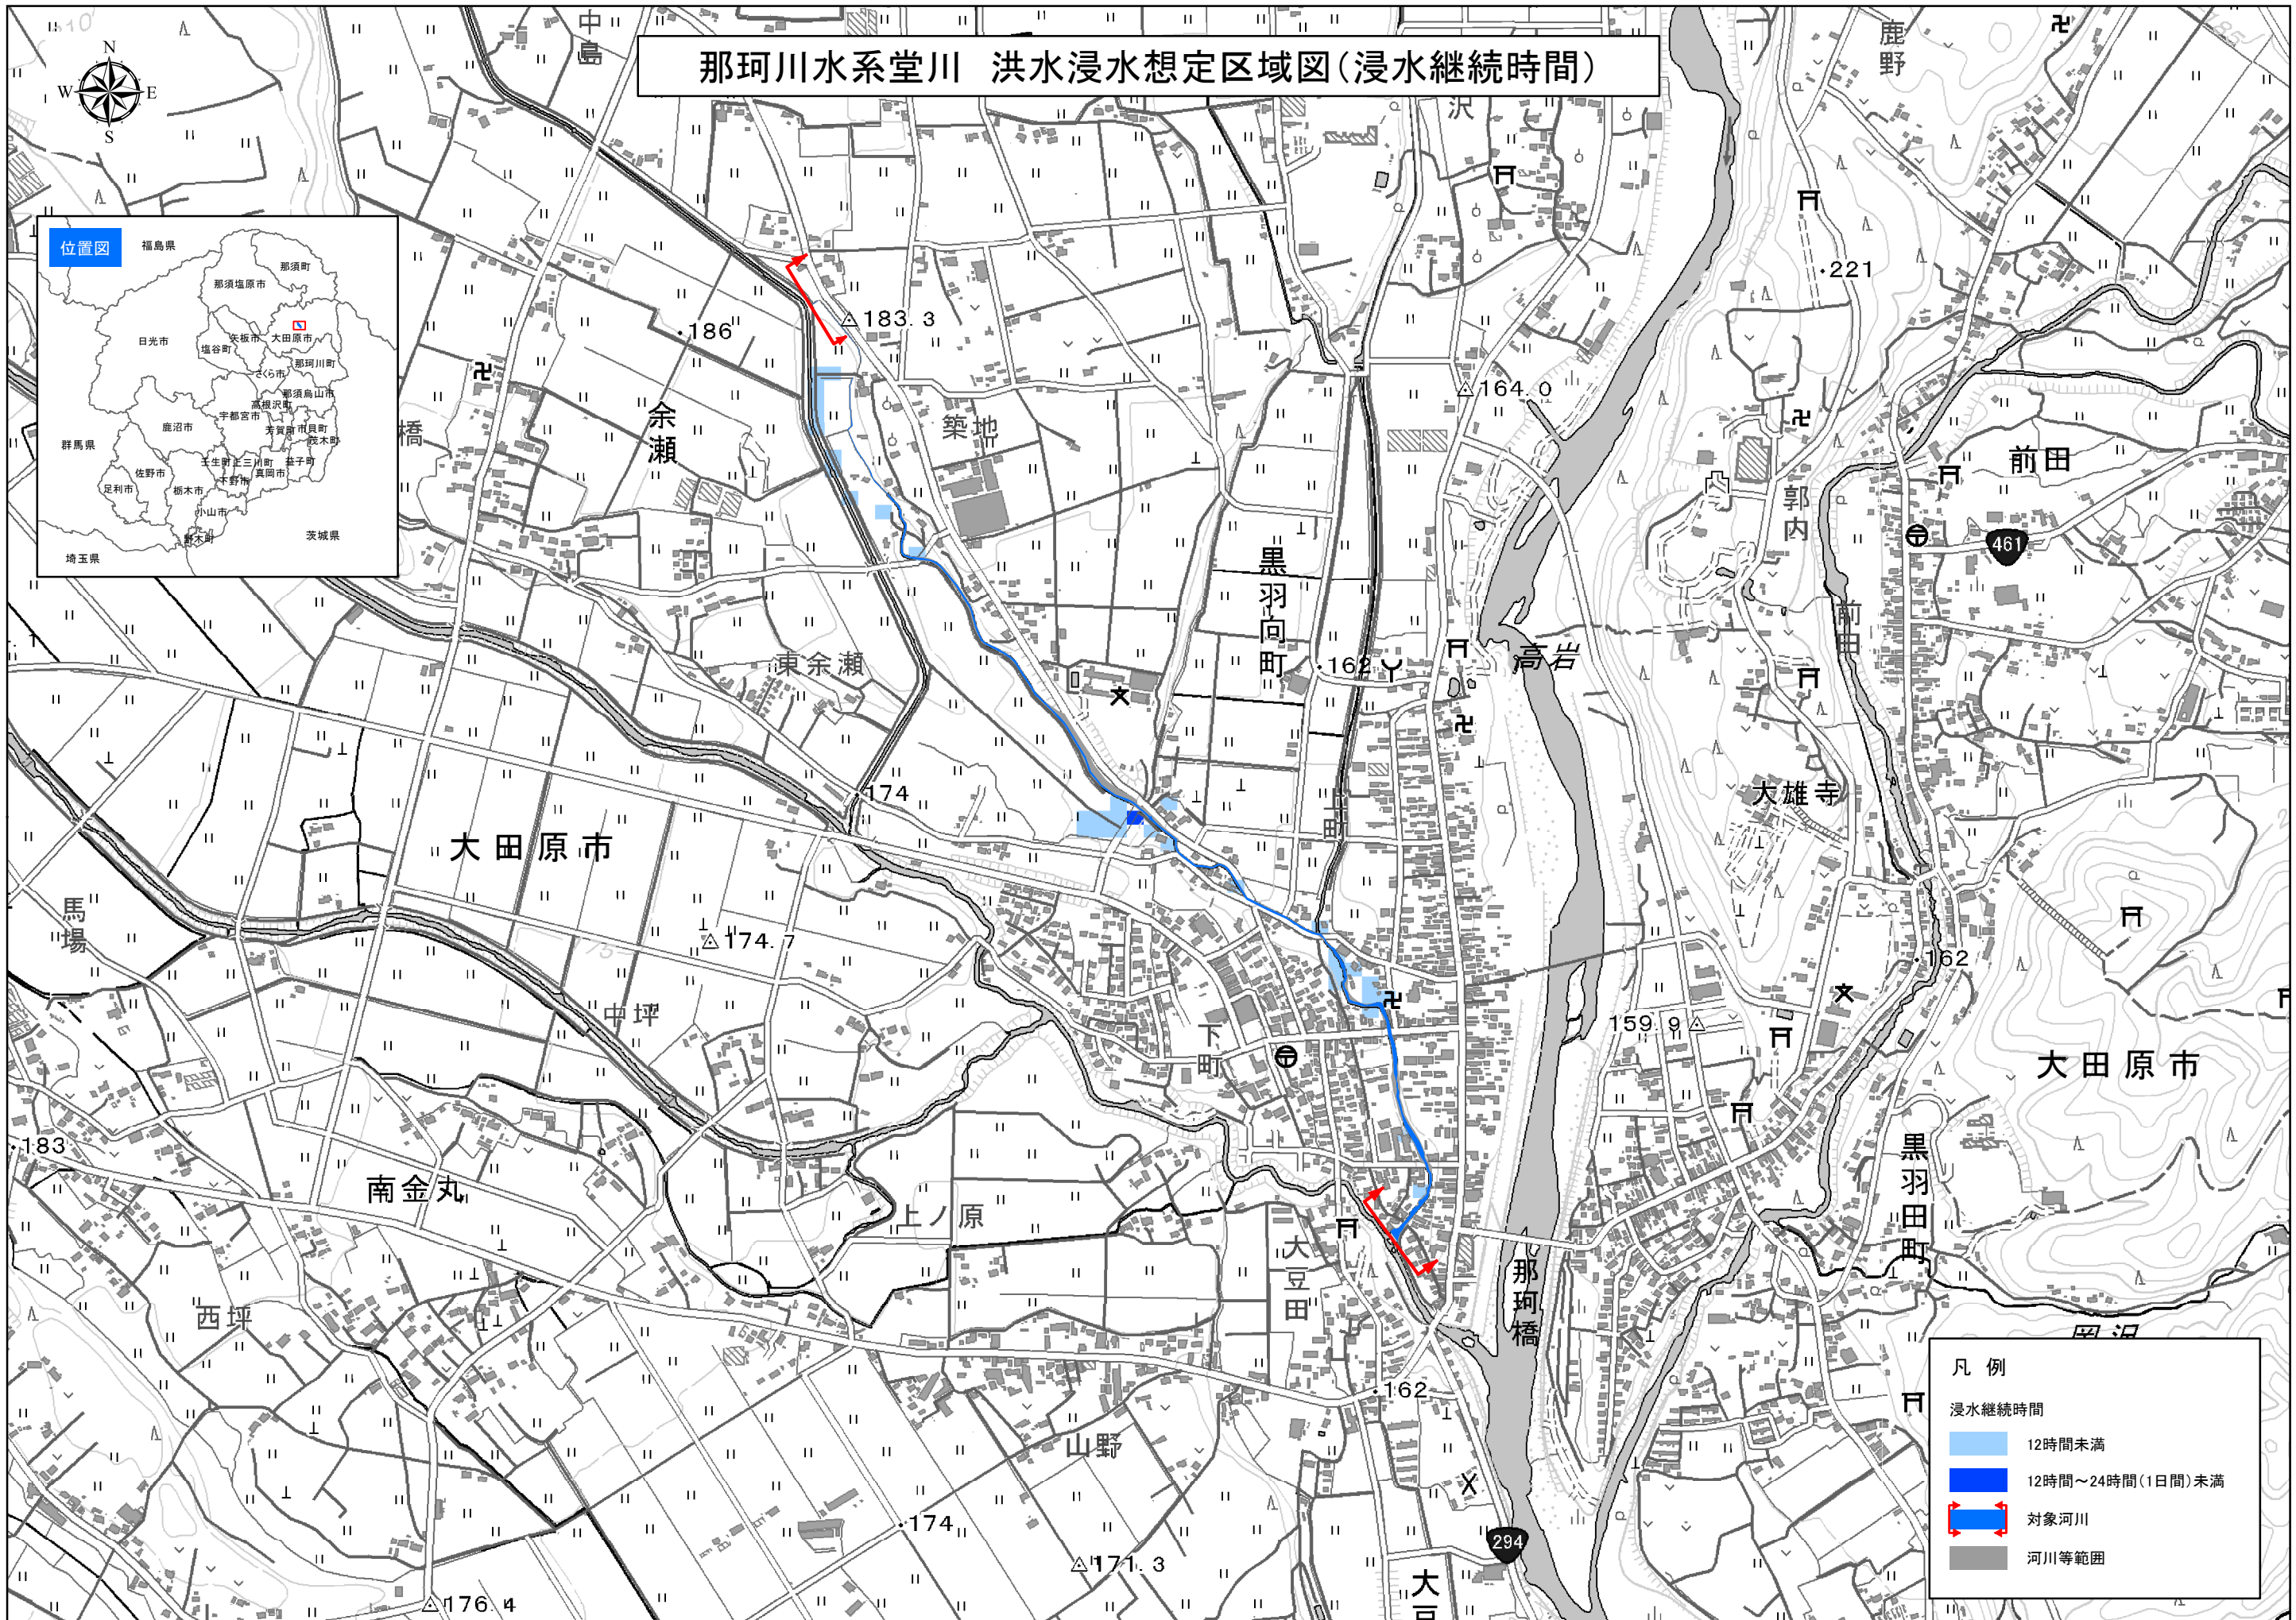 那珂川水系堂川 洪水浸水想定区域図(浸水継続時間)
N
W
E
S
中島
沢
鹿野
位置図
福島県
那須町
那須塩原市
日光市
矢板市
大田原市
塩谷町
那珂川町
さくら市
那須烏山市
高根沢町
宇都宮市
鹿沼市
芳賀町
市貝町
茂木町
群馬県
壬生町
上三川町
益子町
佐野市
真岡市
下野市
足利市
栃木市
小山市
野木町
茨城県
埼玉県
221
183.3
186
164.0
橋
余瀬
築地
前田
郭内
461
黒羽向町
前田
東余瀬
162
高岩
174
大雄寺
上町
大田原市
馬場
174.7
162
中坪
下町
159.9
大田原市
183
黒羽田町
南金丸
上ノ原
大豆田
那珂橋
西坪
162
山野
174
171.3
294
176.4
凡 例
浸水継続時間
12時間未満
12時間～24時間(1日間)未満
対象河川
河川等範囲